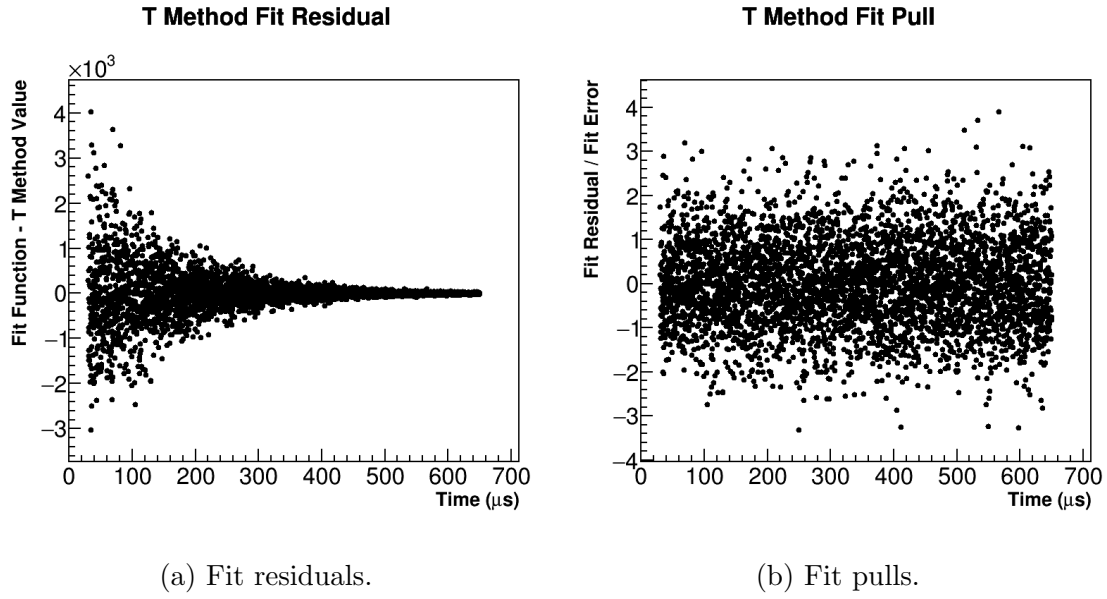 T Method Fit Residual
×10³
Fit Function - T Method Value
4
3
2
1
0
−1
−2
−3
0 100 200 300 400 500 600 700
Time (μs)
(a) Fit residuals.
T Method Fit Pull
Fit Residual / Fit Error
4
3
2
1
0
−1
−2
−3
−4
0 100 200 300 400 500 600 700
Time (μs)
(b) Fit pulls.